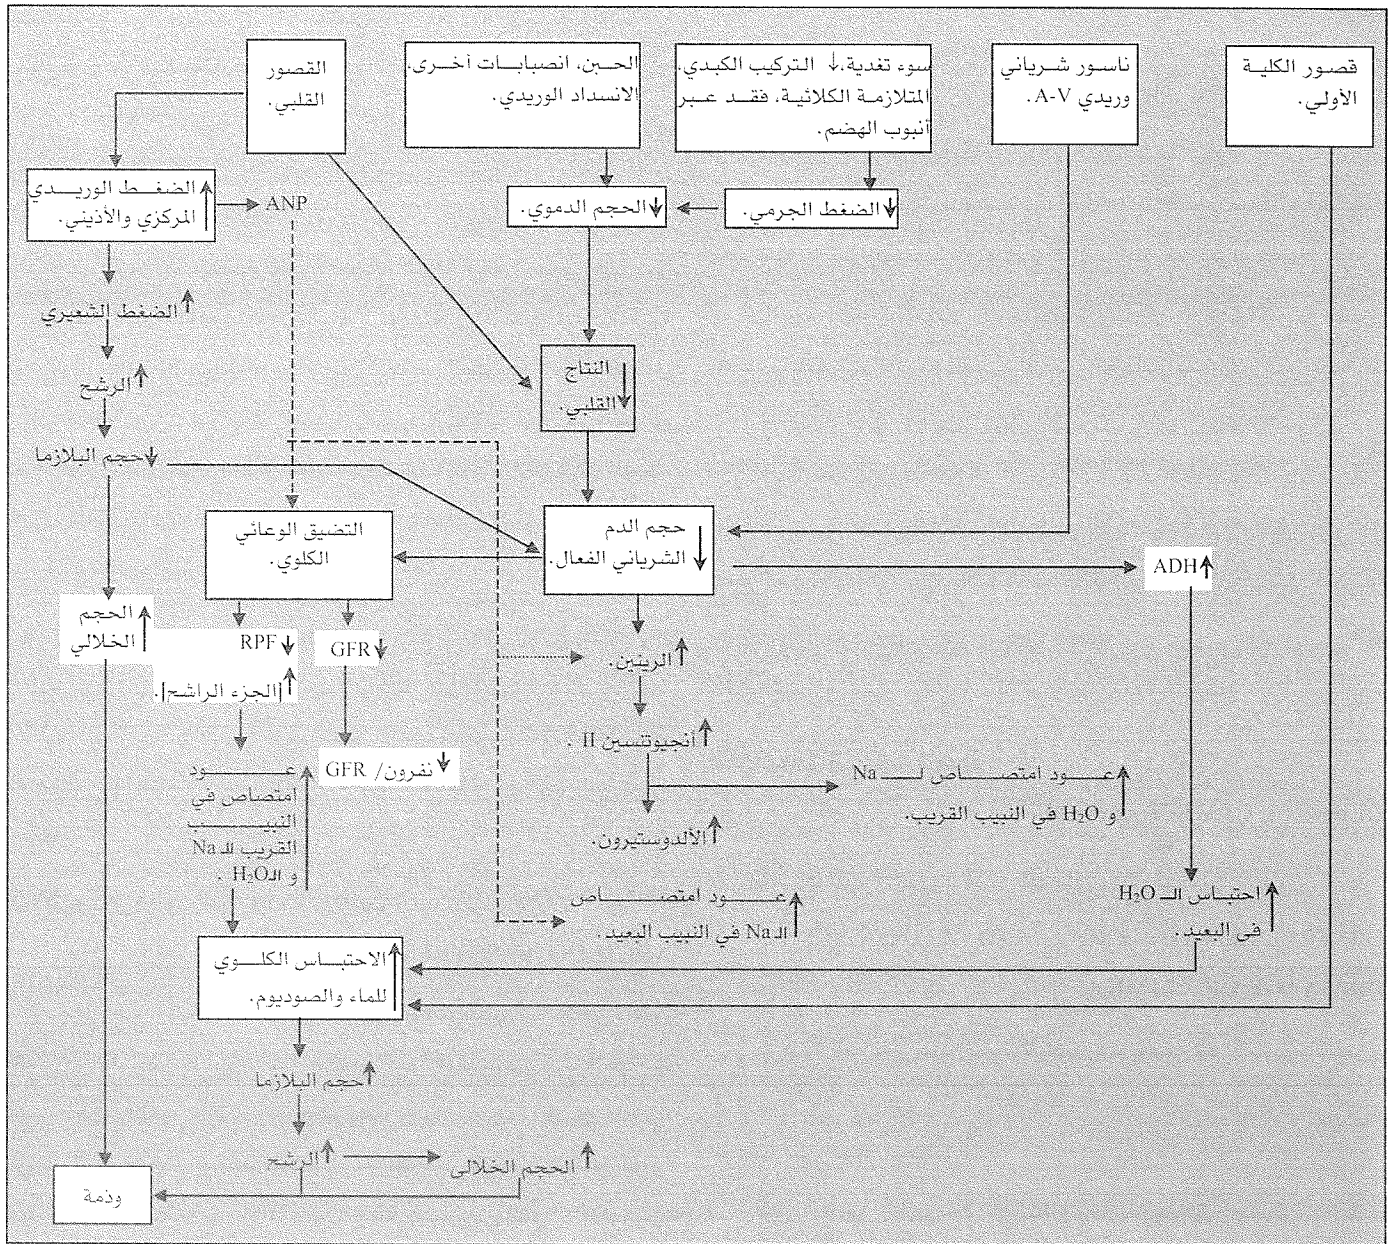 قصور الكلية
الأولي.
ناسور شرياني
وريدي A-V.
سوء تغدية، ↓ التركيب الكبدي،
المتلازمة الكلائية، فقد عبر
أنبوب الهضم.
الحبن، انصبابات أخرى،
الانسداد الوريدي.
القصور
القلبي.
↑ الضغط الوريدي
المركزي والأذيني.
ANP
↓ الحجم الدموي.
↓ الضغط الجرمي.
↑ الضغط الشعيري
↑ الرشح
↓ حجم البلازما
↓ النتاج
القلبي.
↓ حجم الدم
الشرياني الفعال.
التضيق الوعائي
الكلوي.
ADH ↑
↑ الحجم
الخلالي
RPF ↓
GFR ↓
↑ [الجزء الراشح].
↑ الرينين.
↑ أنجيوتنسين II .
↓ نفرون/ GFR
↑ عود
امتصاص في
النبيب
القريب للـ Na
و الـ H₂O .
↑ عود امتصاص لـ Na
و H₂O في النبيب القريب.
↑ الألدوستيرون.
↑ عود امتصاص
الـ Na في النبيب البعيد.
↑ احتباس الـ H₂O
في البعيد.
↑ الاحتباس الكلوي
للماء والصوديوم.
↑ حجم البلازما
↑ الرشح
↑ الحجم الخلالي
وذمة